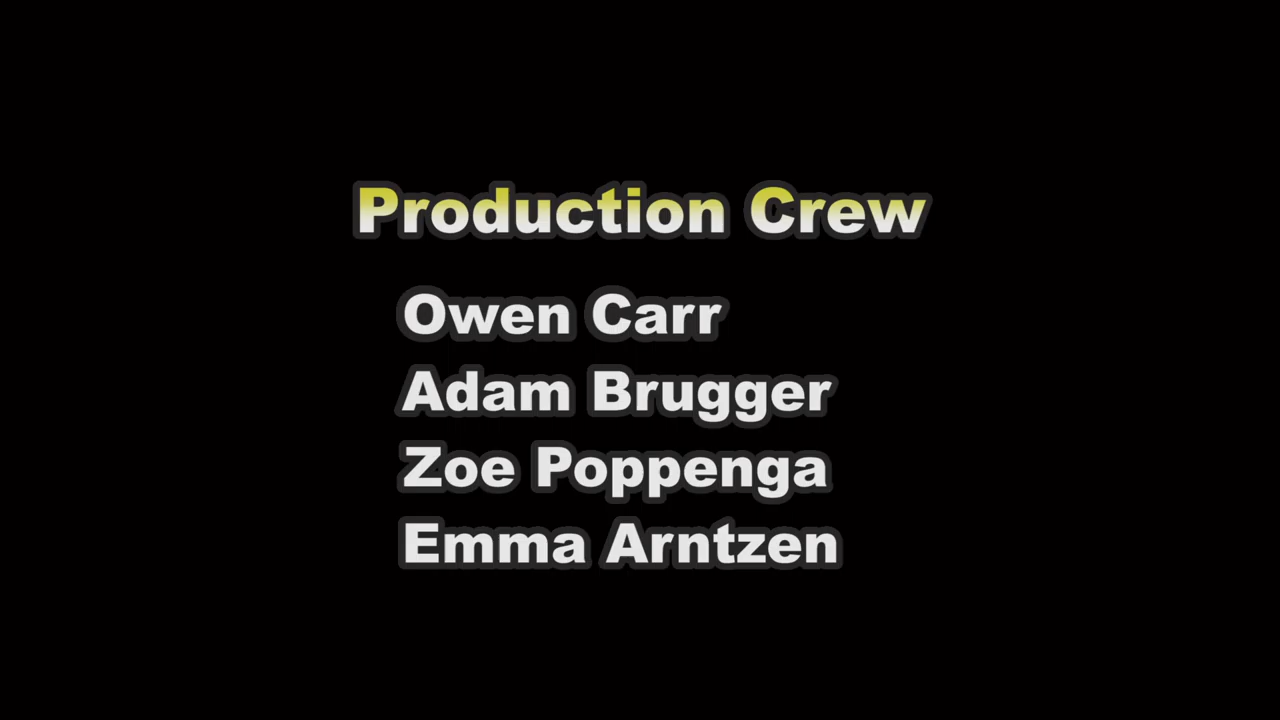 Production Crew
Owen Carr
Adam Brugger
Zoe Poppenga
Emma Arntzen